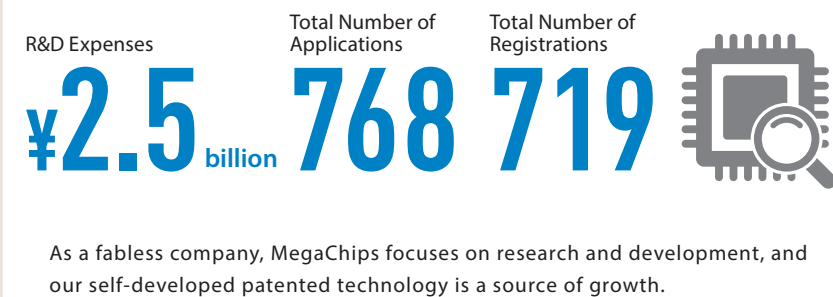 R&D Expenses
¥2.5 billion
Total Number of
Applications
768
Total Number of
Registrations
719
As a fabless company, MegaChips focuses on research and development, and
our self-developed patented technology is a source of growth.